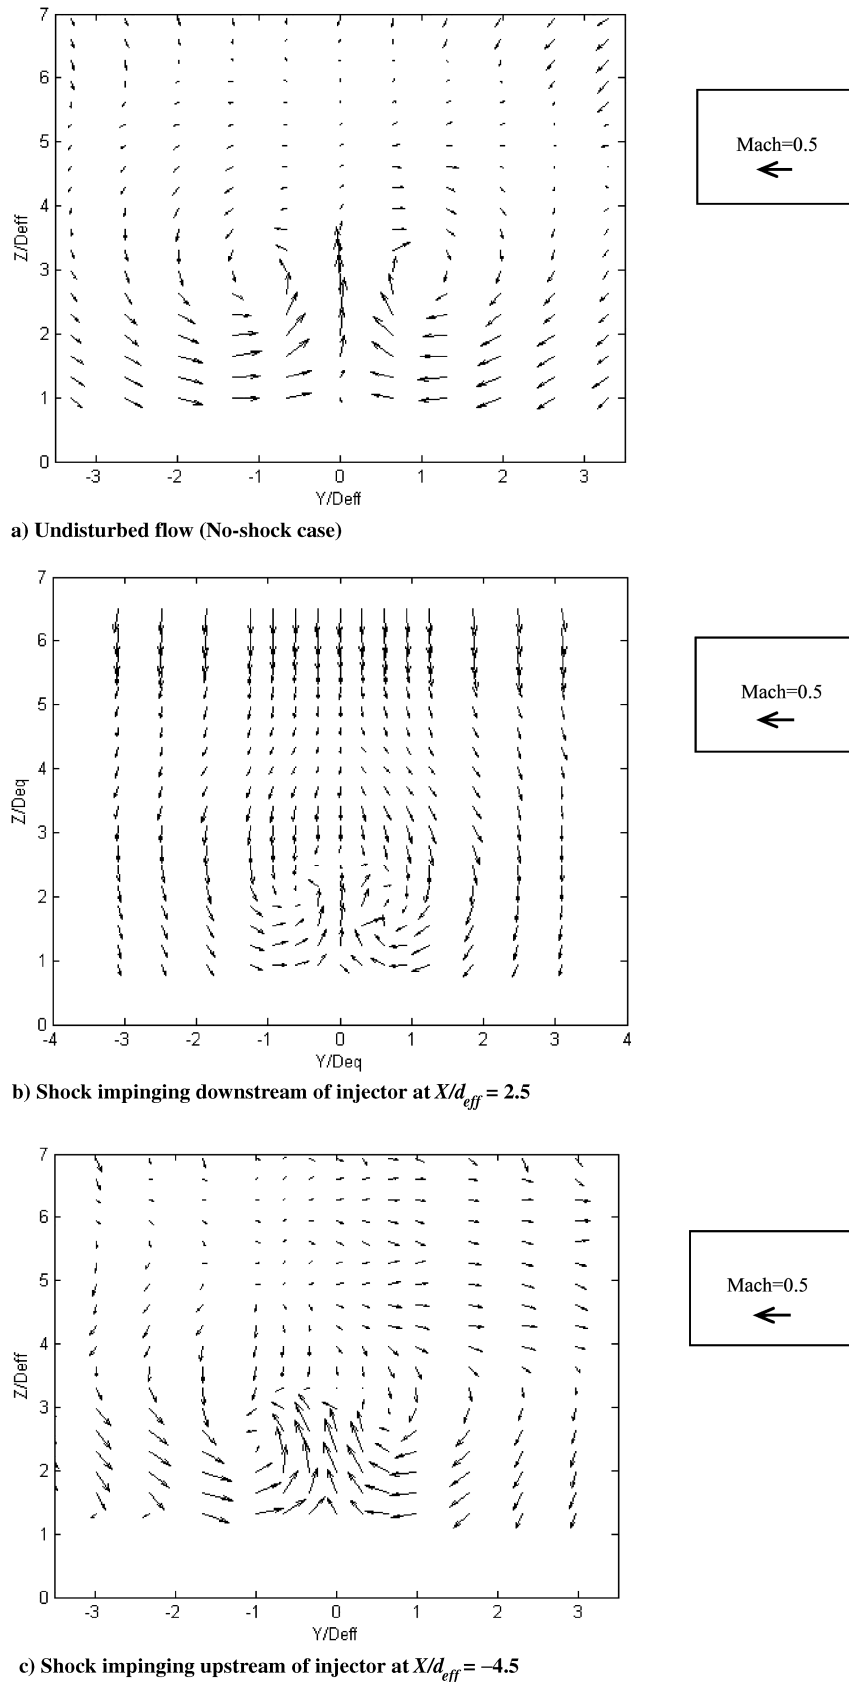 7
6
5
4
3
2
1
0
Z/Deff
-3 -2 -1 0 1 2 3
Y/Deff
Mach=0.5
a) Undisturbed flow (No-shock case)
7
6
5
4
3
2
1
0
Z/Deq
-4 -3 -2 -1 0 1 2 3 4
Y/Deq
Mach=0.5
b) Shock impinging downstream of injector at X/d_eff = 2.5
7
6
5
4
3
2
1
0
Z/Deff
-3 -2 -1 0 1 2 3
Y/Deff
Mach=0.5
c) Shock impinging upstream of injector at X/d_eff = −4.5